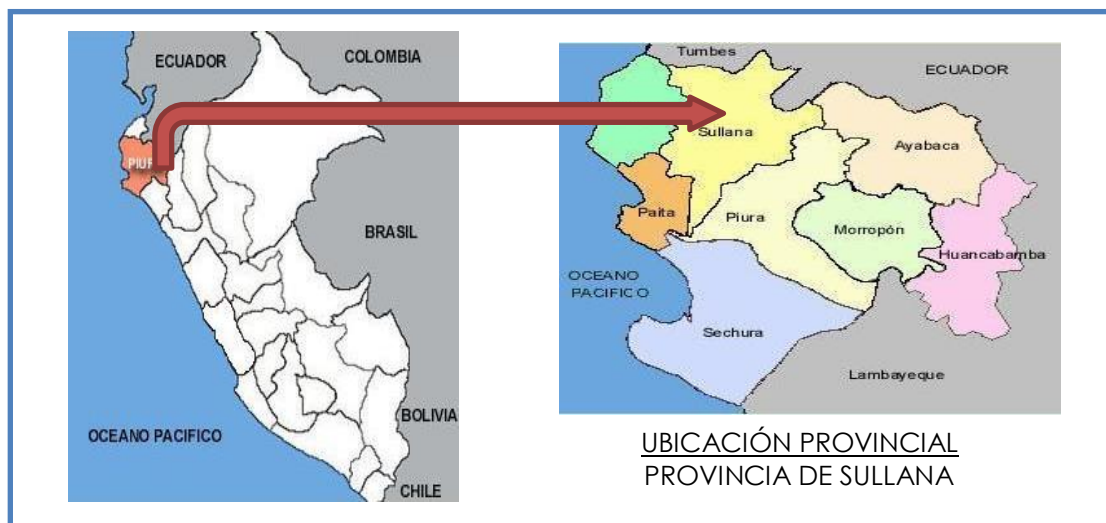 ECUADOR
COLOMBIA
BRASIL
OCEANO PACIFICO
BOLIVIA
CHILE
Tumbes
ECUADOR
Sullana
Ayabaca
Paita
Piura
Morropón
Huancabamba
OCEANO
PACIFICO
Sechura
Lambayeque
UBICACIÓN PROVINCIAL
PROVINCIA DE SULLANA